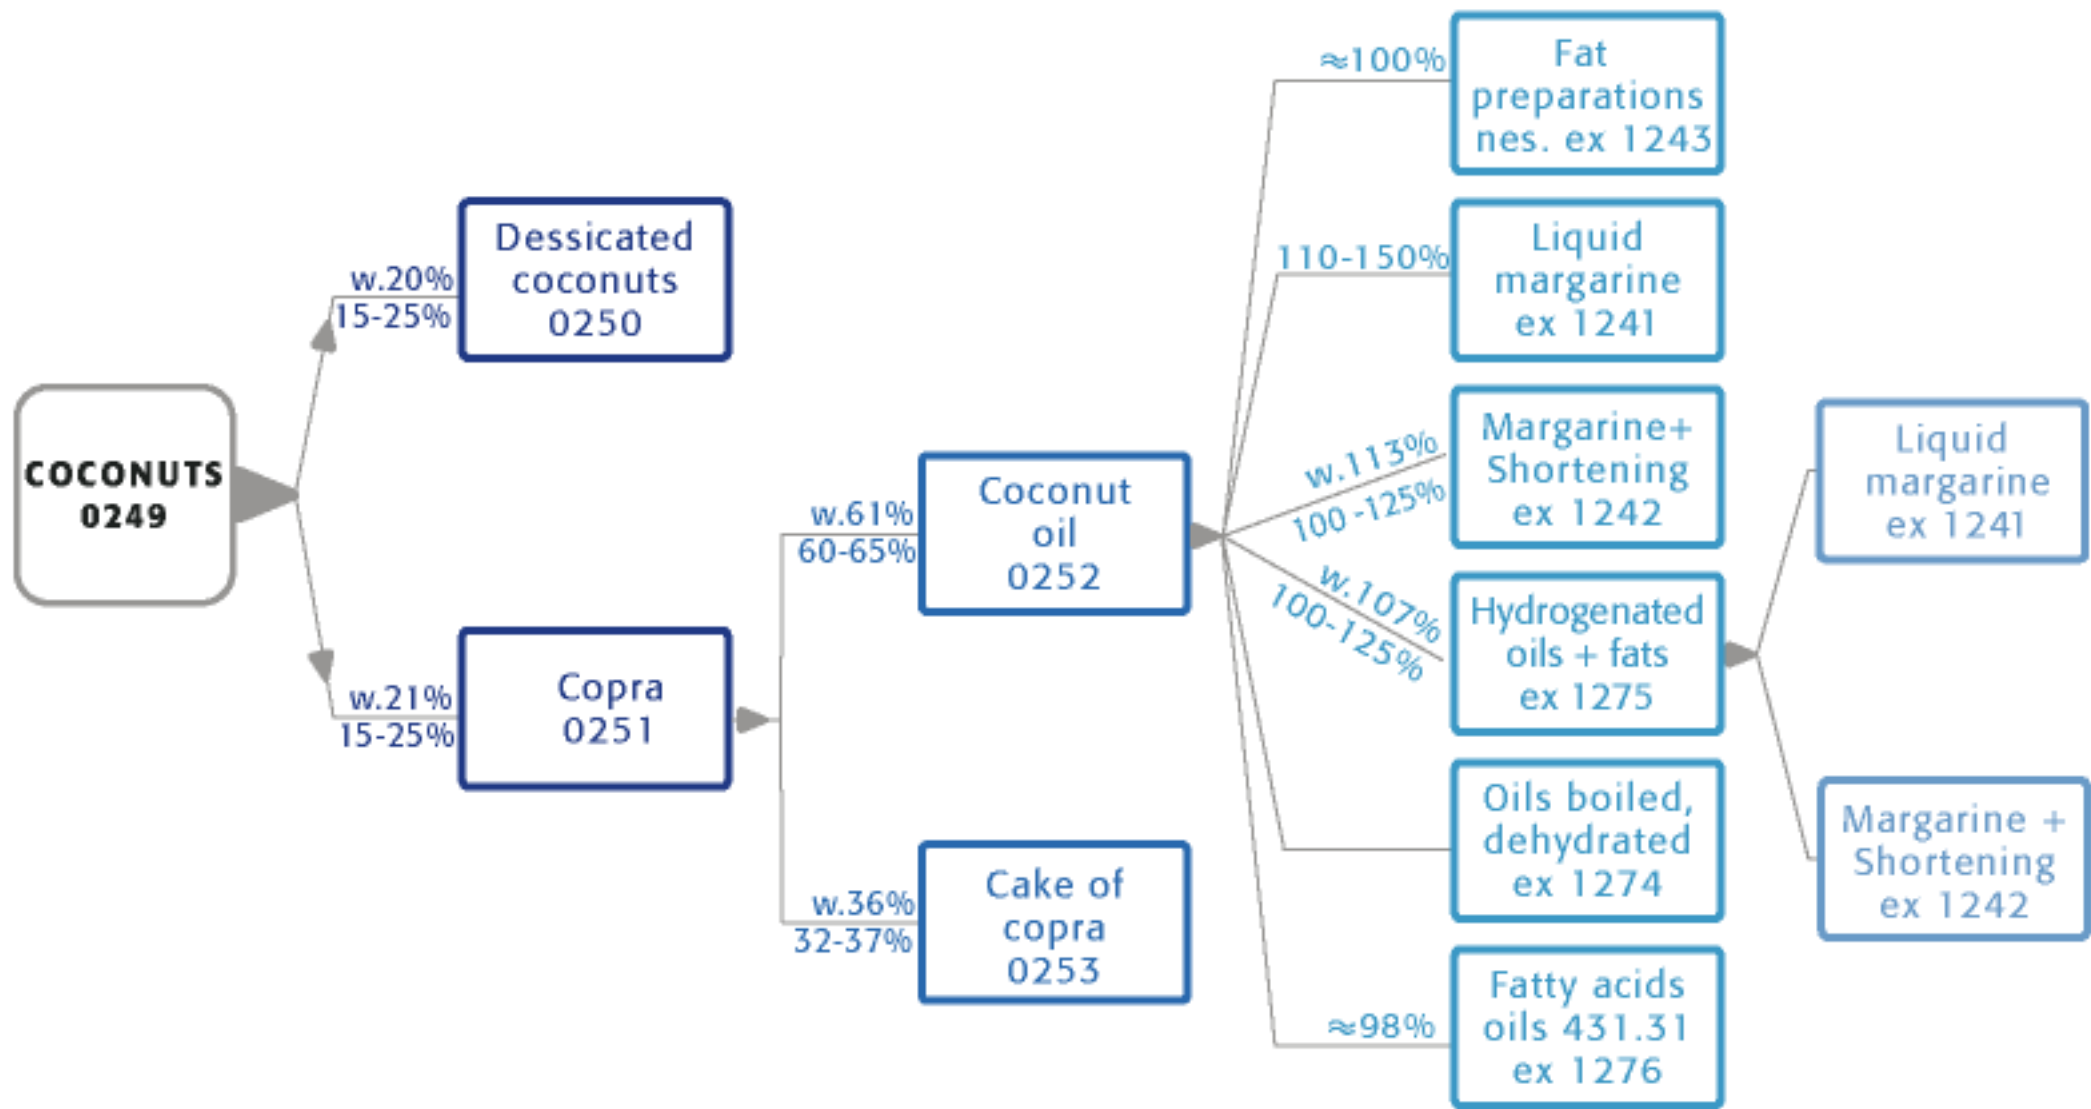 COCONUTS
0249
w.20%
15-25%
Dessicated
coconuts
0250
w.21%
15-25%
Copra
0251
w.61%
60-65%
Coconut
oil
0252
w.36%
32-37%
Cake of
copra
0253
≈100%
Fat
preparations
nes. ex 1243
110-150%
Liquid
margarine
ex 1241
w.113%
100-125%
Margarine+
Shortening
ex 1242
w.107%
100-125%
Hydrogenated
oils + fats
ex 1275
Oils boiled,
dehydrated
ex 1274
≈98%
Fatty acids
oils 431.31
ex 1276
Liquid
margarine
ex 1241
Margarine +
Shortening
ex 1242